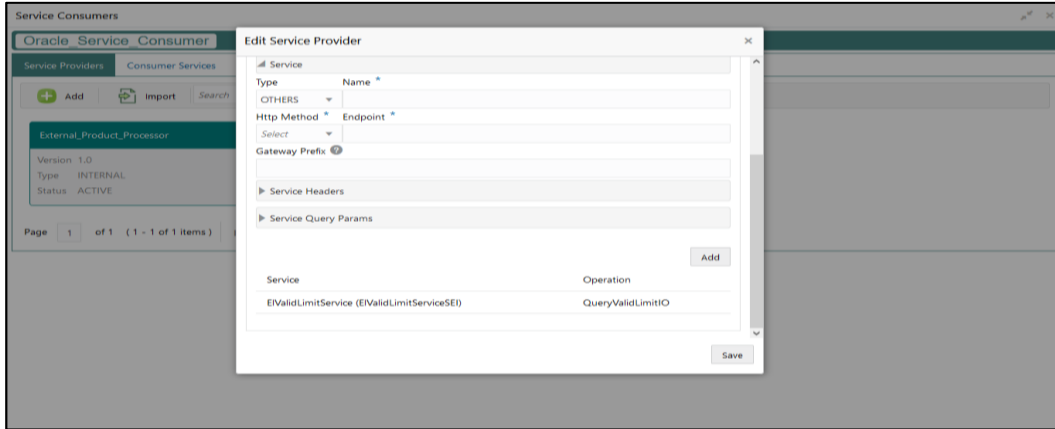 Service Consumers
Oracle_Service_Consumer
Service Providers Consumer Services
Add Import Search
External_Product_Processor
Version 1.0
Type INTERNAL
Status ACTIVE
Page 1 of 1 (1 - 1 of 1 items)
Edit Service Provider
Service
Type Name *
OTHERS
Http Method * Endpoint *
Select
Gateway Prefix ?
Service Headers
Service Query Params
Add
Service Operation
ElValidLimitService (ElValidLimitServiceSEI) QueryValidLimitIO
Save